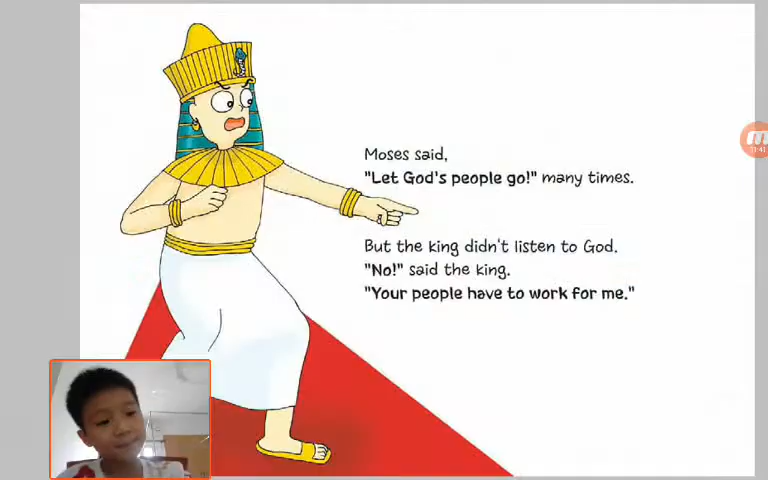 Moses said,
"Let God's people go!" many times.
But the king didn't listen to God.
"No!" said the king.
"Your people have to work for me."